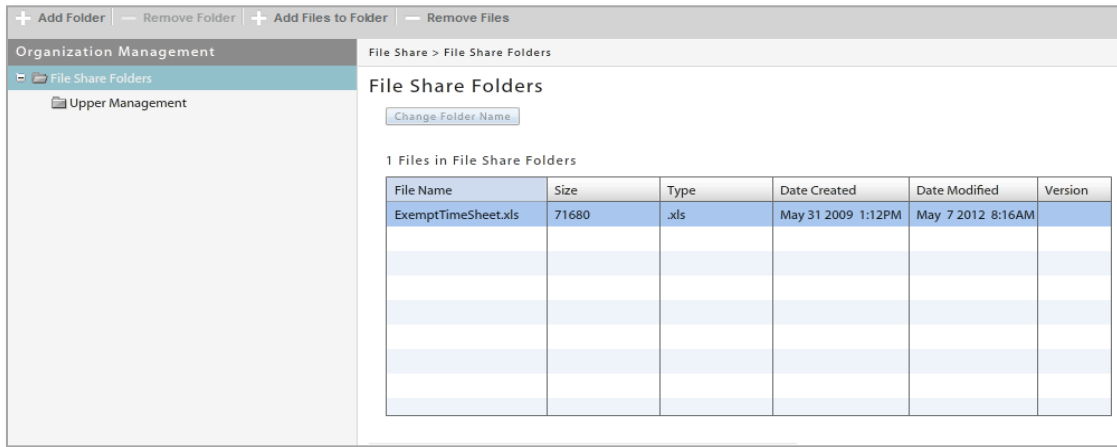 Add Folder Remove Folder Add Files to Folder Remove Files
Organization Management
File Share Folders
Upper Management
File Share > File Share Folders
File Share Folders
Change Folder Name
1 Files in File Share Folders
File Name Size Type Date Created Date Modified Version
ExemptTimeSheet.xls 71680 .xls May 31 2009 1:12PM May 7 2012 8:16AM